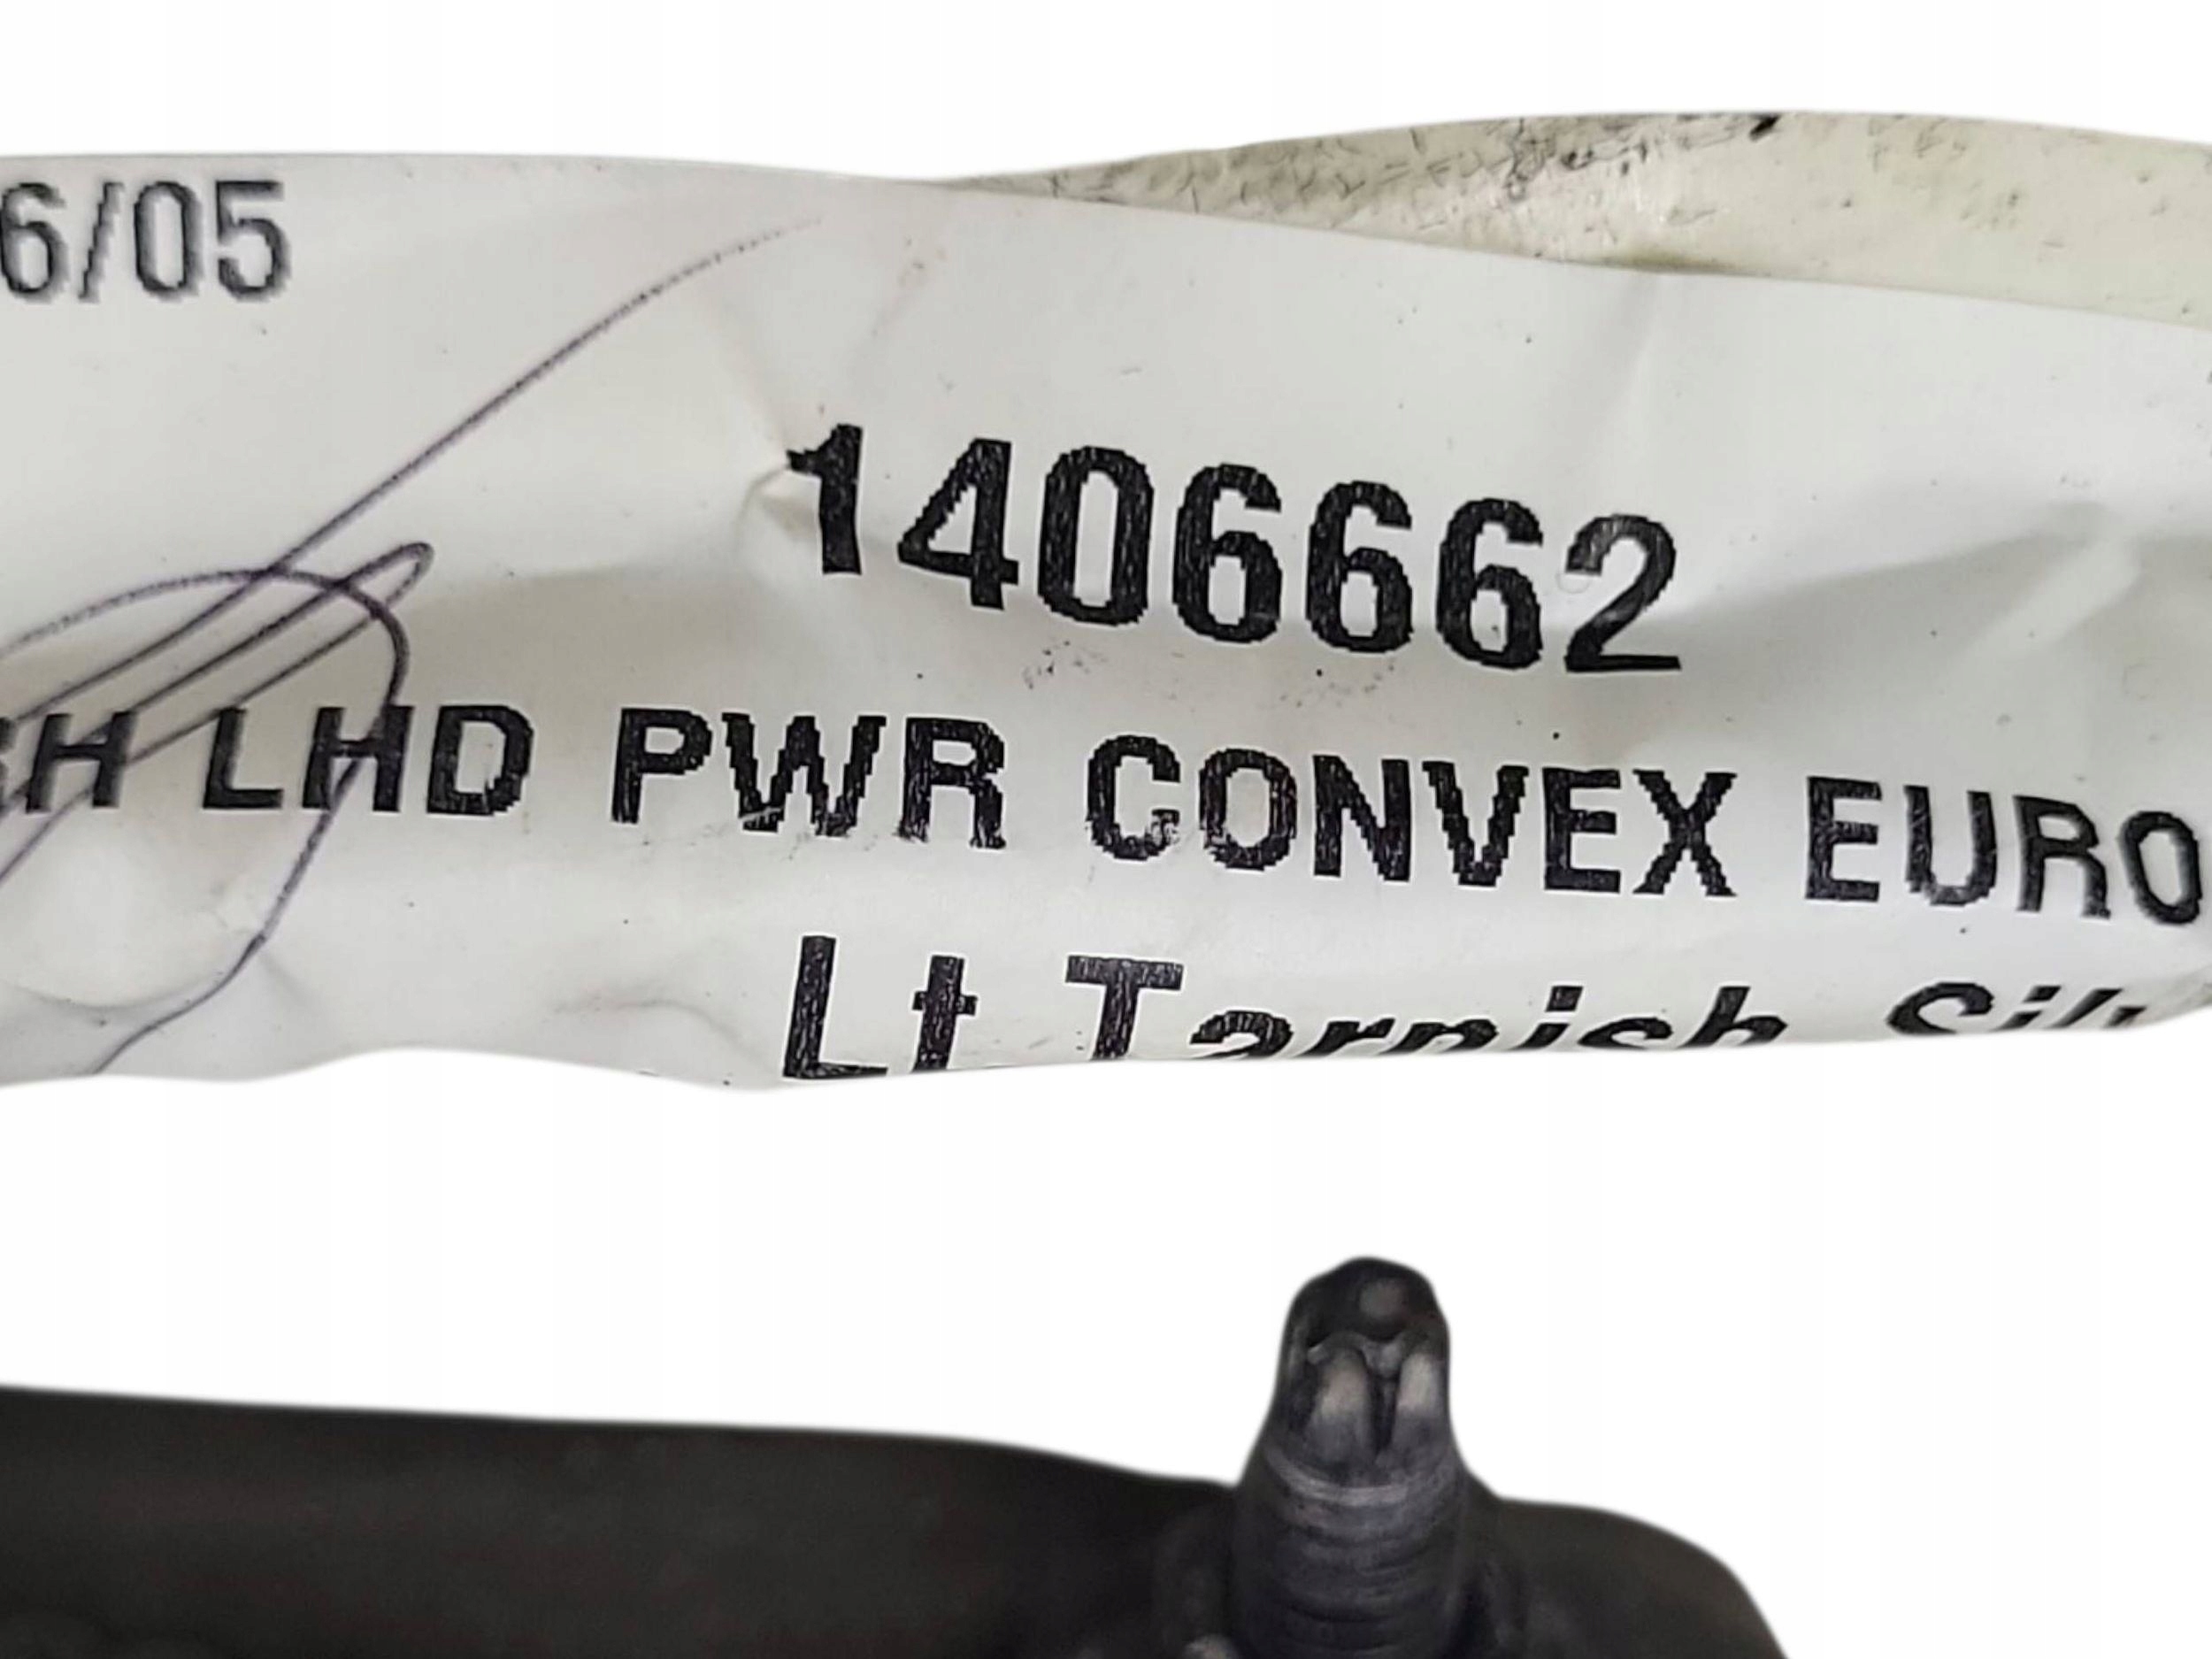 6/05
1406662
LHD PWR CONVEX EURO
Lt Tarnish